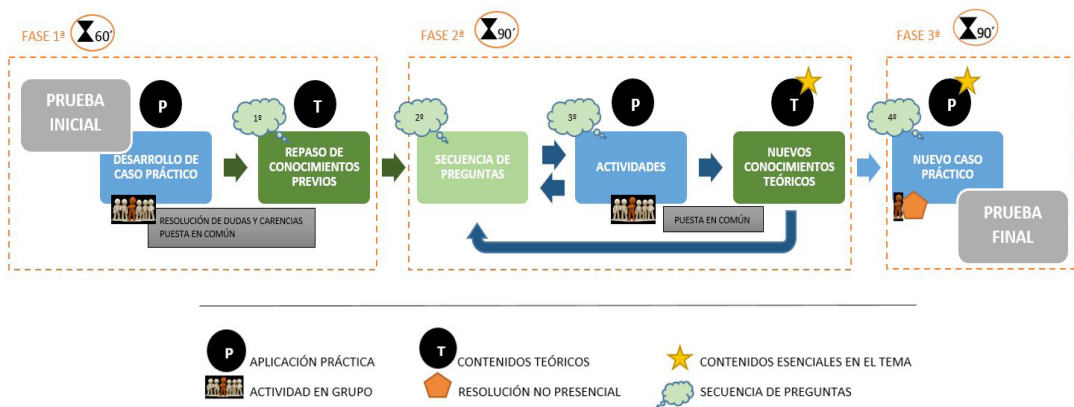 FASE 1ª
60´
FASE 2ª
90´
FASE 3ª
90´
PRUEBA
INICIAL
P
DESARROLLO DE
CASO PRÁCTICO
1º
T
REPASO DE
CONOCIMIENTOS
PREVIOS
RESOLUCIÓN DE DUDAS Y CARENCIAS
PUESTA EN COMÚN
2º
SECUENCIA DE
PREGUNTAS
3º
P
ACTIVIDADES
PUESTA EN COMÚN
T
NUEVOS
CONOCIMIENTOS
TEÓRICOS
4º
P
NUEVO CASO
PRÁCTICO
PRUEBA
FINAL
P
APLICACIÓN PRÁCTICA
T
CONTENIDOS TEÓRICOS
CONTENIDOS ESENCIALES EN EL TEMA
ACTIVIDAD EN GRUPO
RESOLUCIÓN NO PRESENCIAL
SECUENCIA DE PREGUNTAS